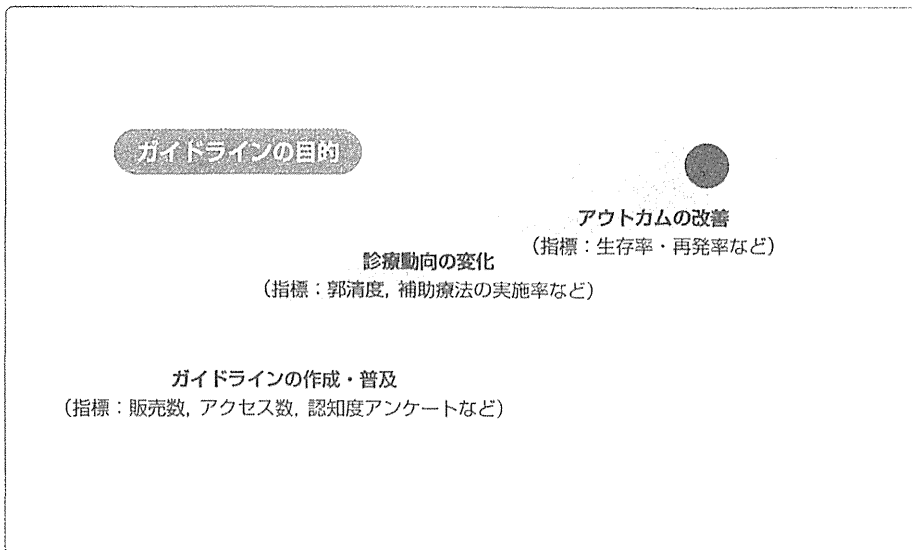 ガイドラインの目的
アウトカムの改善
(指標：生存率・再発率など)
診療動向の変化
(指標：郭清度, 補助療法の実施率など)
ガイドラインの作成・普及
(指標：販売数, アクセス数, 認知度アンケートなど)